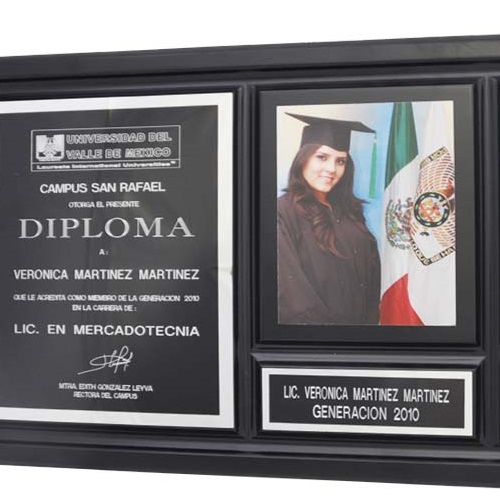 UNIVERSIDAD DEL
VALLE DE MEXICO
Laureate International Universities™
CAMPUS SAN RAFAEL
OTORGA EL PRESENTE
DIPLOMA
A:
VERONICA MARTINEZ MARTINEZ
QUE LE ACREDITA COMO MIEMBRO DE LA GENERACION 2010
EN LA CARRERA DE:
LIC. EN MERCADOTECNIA
MTRA. EDITH GONZALEZ LEYVA
RECTORA DEL CAMPUS
LIC. VERONICA MARTINEZ MARTINEZ
GENERACION 2010